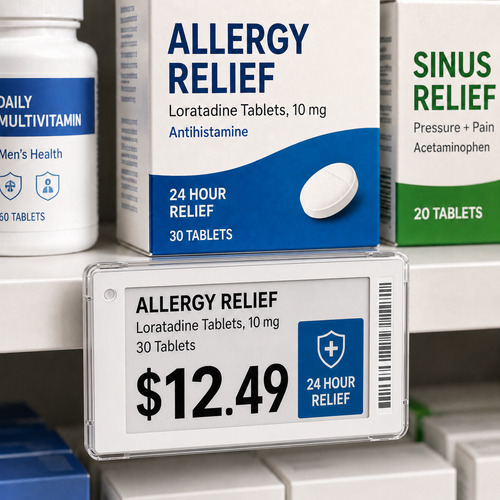 DAILY
MULTIVITAMIN
Men's Health
60 TABLETS
ALLERGY
RELIEF
Loratadine Tablets, 10 mg
Antihistamine
24 HOUR
RELIEF
30 TABLETS
SINUS
RELIEF
Pressure + Pain
Acetaminophen
20 TABLETS
ALLERGY RELIEF
Loratadine Tablets, 10 mg
30 Tablets
$12.49
24 HOUR
RELIEF